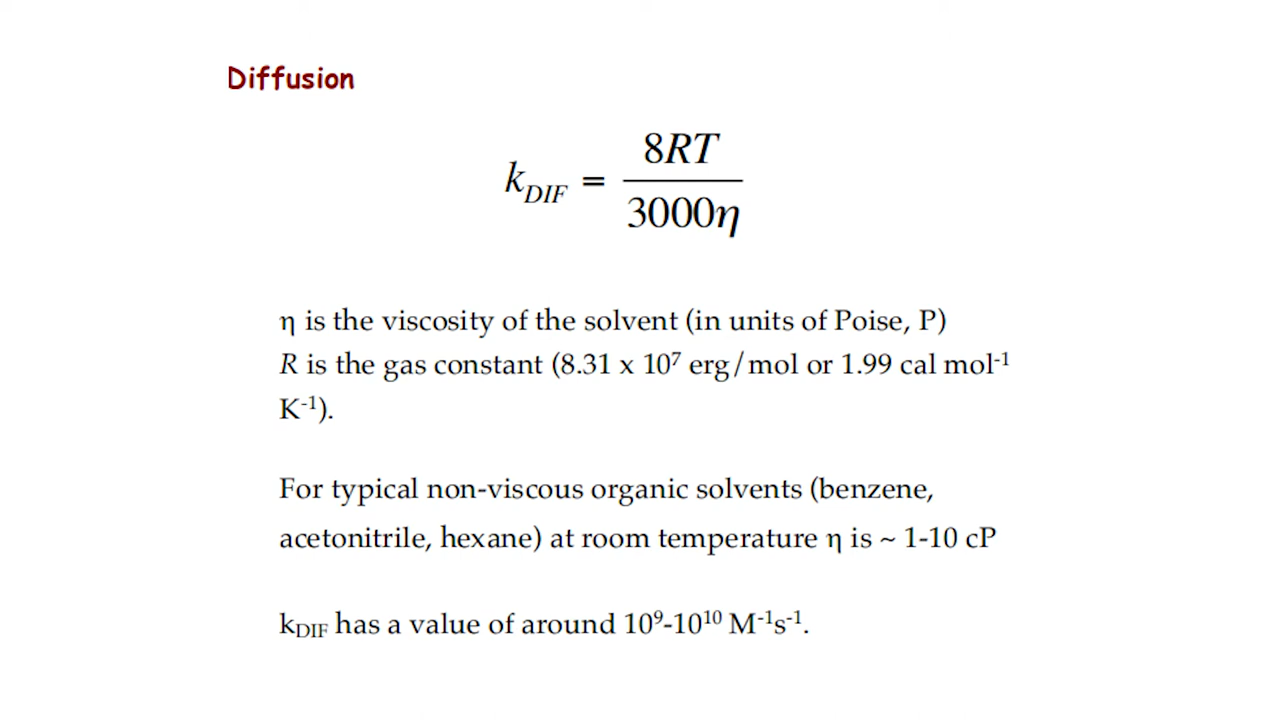 Diffusion
k_DIF = 8RT / 3000η
η is the viscosity of the solvent (in units of Poise, P)
R is the gas constant (8.31 x 10⁷ erg/mol or 1.99 cal mol⁻¹
K⁻¹).
For typical non-viscous organic solvents (benzene,
acetonitrile, hexane) at room temperature η is ~ 1-10 cP
k_DIF has a value of around 10⁹-10¹⁰ M⁻¹s⁻¹.